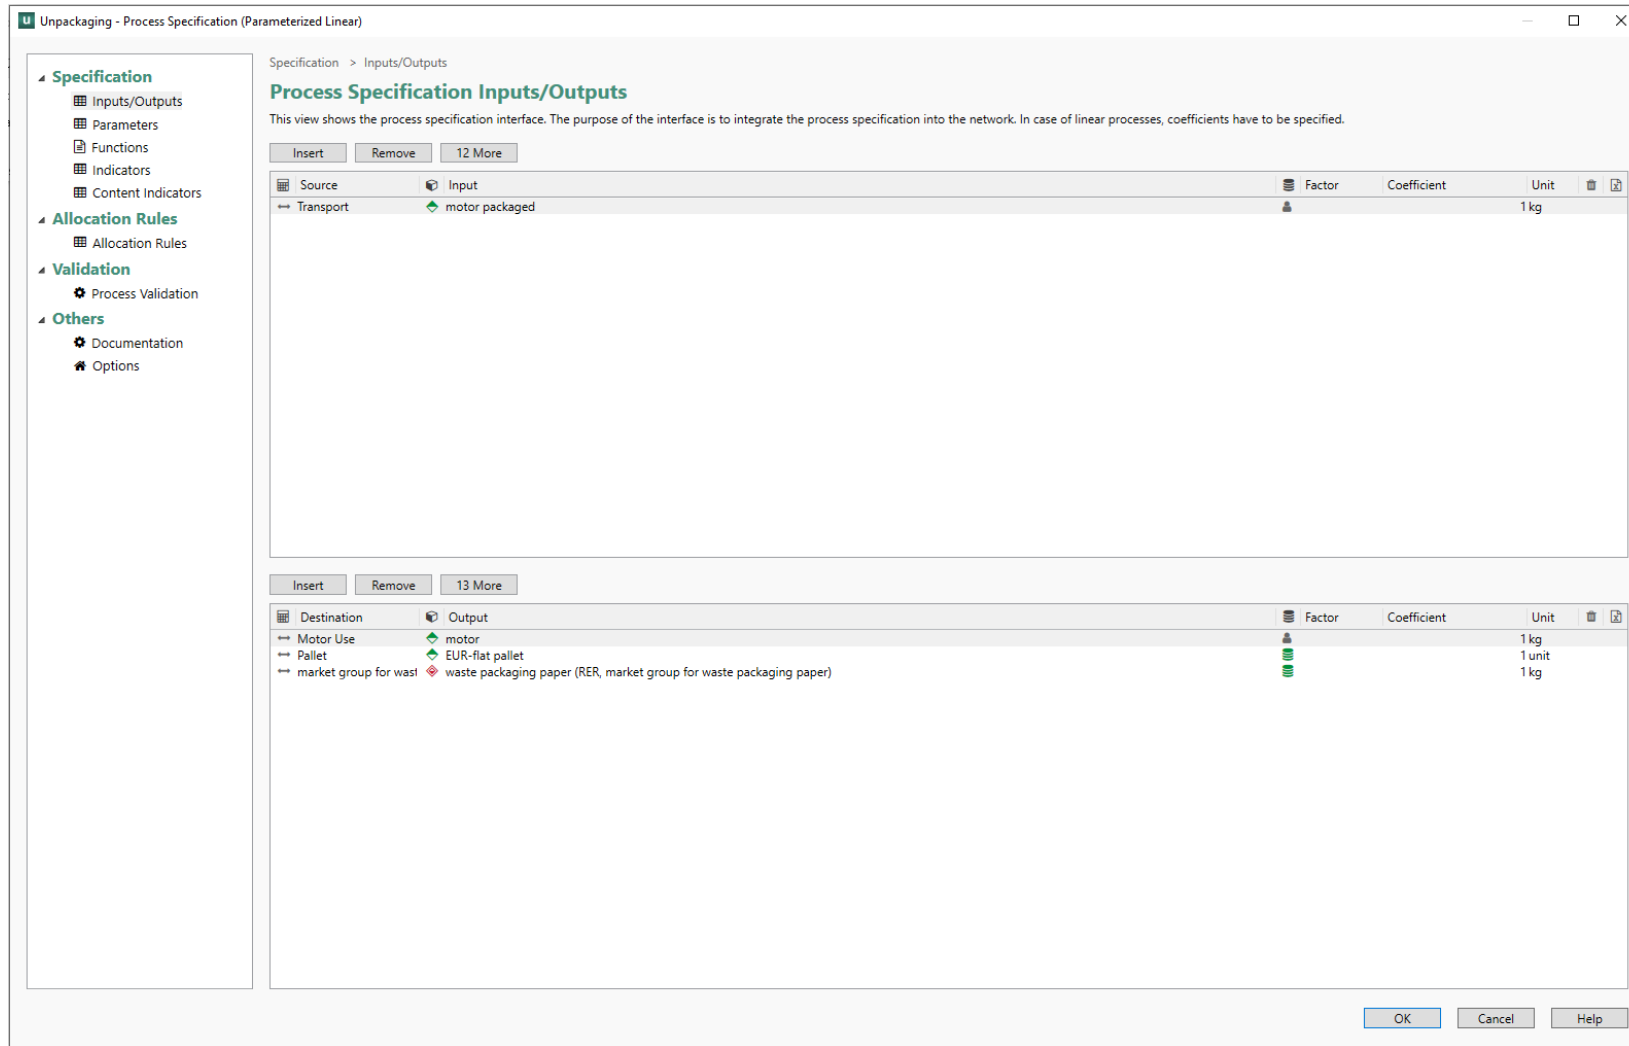 u Unpackaging - Process Specification (Parameterized Linear)
Specification
Inputs/Outputs
Parameters
Functions
Indicators
Content Indicators
Allocation Rules
Allocation Rules
Validation
Process Validation
Others
Documentation
Options
Specification > Inputs/Outputs
Process Specification Inputs/Outputs
This view shows the process specification interface. The purpose of the interface is to integrate the process specification into the network. In case of linear processes, coefficients have to be specified.
Insert Remove 12 More
Source Input Factor Coefficient Unit
Transport motor packaged 1 kg
Insert Remove 13 More
Destination Output Factor Coefficient Unit
Motor Use motor 1 kg
Pallet EUR-flat pallet 1 unit
market group for wast waste packaging paper (RER, market group for waste packaging paper) 1 kg
OK Cancel Help